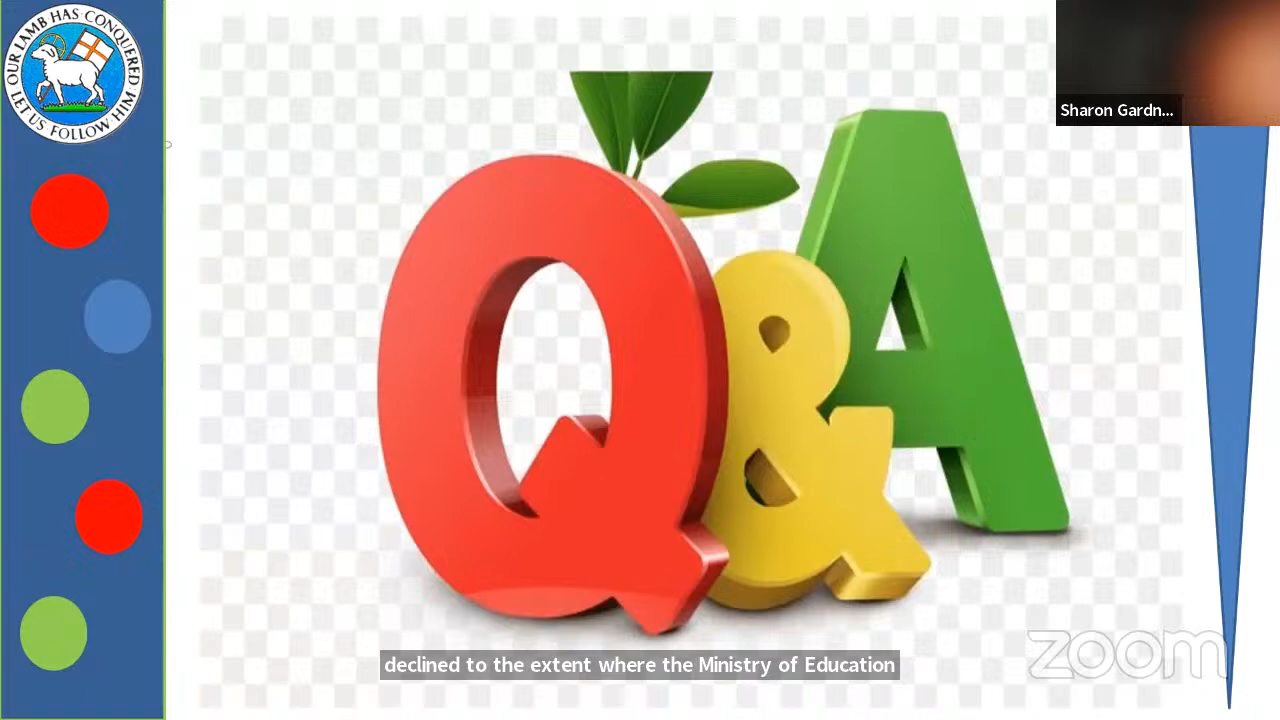 OUR LAMB HAS CONQUERED
LET US FOLLOW HIM
Sharon Gardn...
Q&A
declined to the extent where the Ministry of Education
zoom